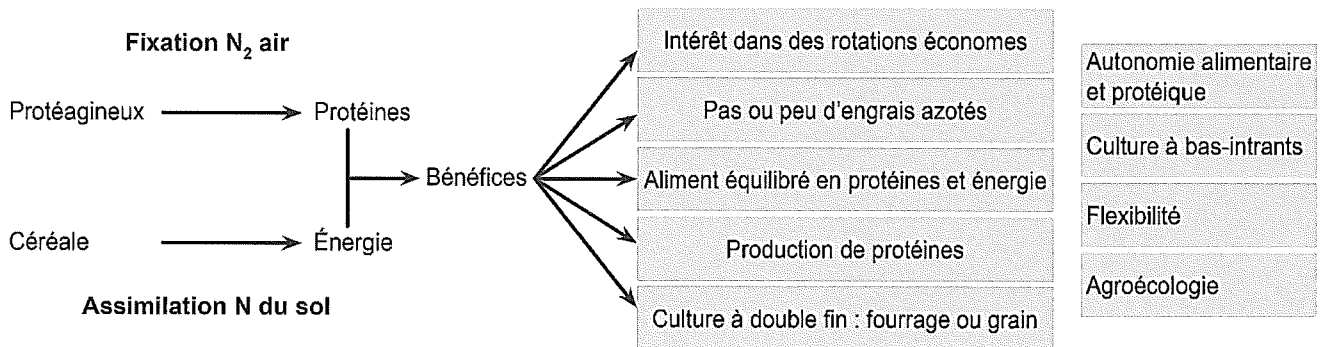 Fixation N₂ air
Protéagineux
Protéines
Bénéfices
Céréale
Énergie
Assimilation N du sol
Intérêt dans des rotations économes
Pas ou peu d'engrais azotés
Aliment équilibré en protéines et énergie
Production de protéines
Culture à double fin : fourrage ou grain
Autonomie alimentaire
et protéique
Culture à bas-intrants
Flexibilité
Agroécologie